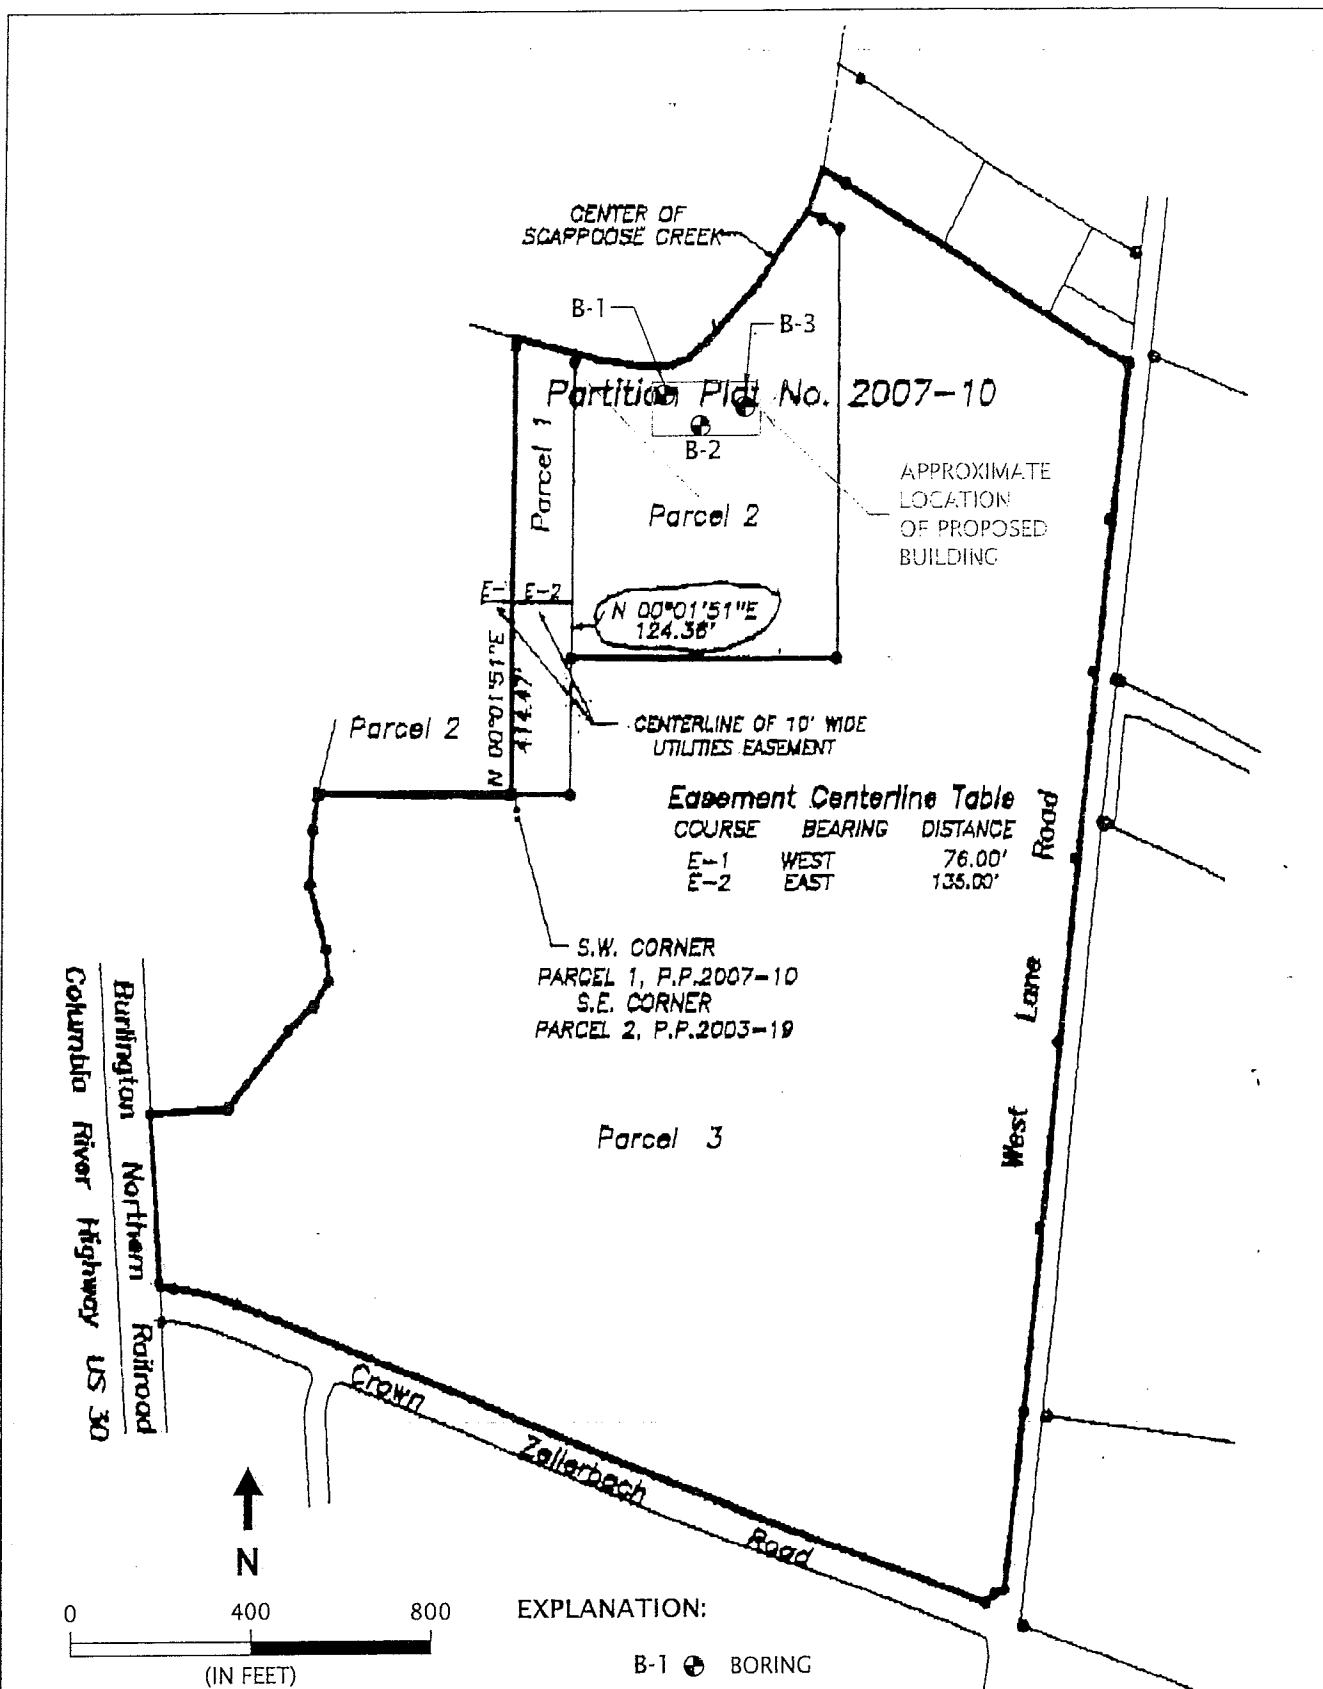 CENTER OF
SCAPPOOSE CREEK
B-1
B-3
Partition Plat No. 2007-10
B-2
Parcel 1
APPROXIMATE
LOCATION
OF PROPOSED
BUILDING
Parcel 2
E-1 E-2
N 00°01'51"E
124.36'
N 00°01'51"E
414.47'
Parcel 2
CENTERLINE OF 10' WIDE
UTILITIES EASEMENT
Easement Centerline Table
COURSE BEARING DISTANCE
E-1 WEST 76.00'
E-2 EAST 135.00'
S.W. CORNER
PARCEL 1, P.P.2007-10
S.E. CORNER
PARCEL 2, P.P.2003-19
West Lane Road
Burlington Northern Railroad
Columbia River Highway US 30
Parcel 3
Crown Zellerbach Road
N
0 400 800
(IN FEET)
EXPLANATION:
B-1 BORING